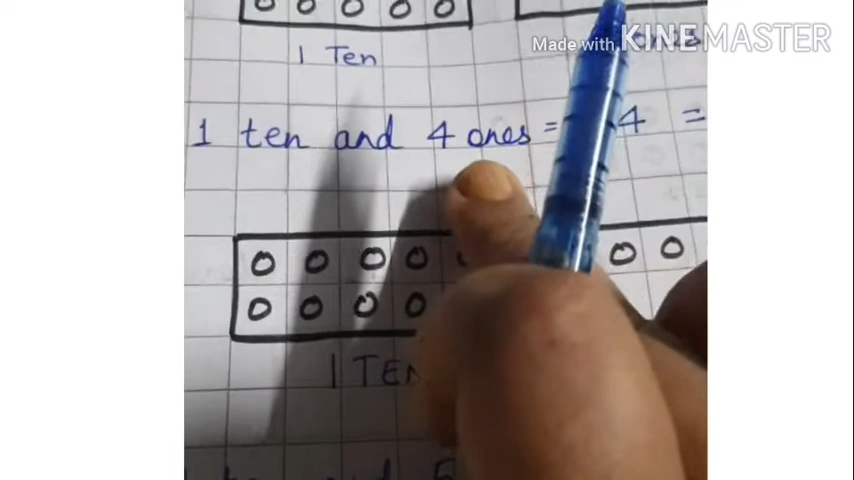 Made with KINEMASTER
1 Ten
1 ten and 4 ones = 4 =
1 TEN